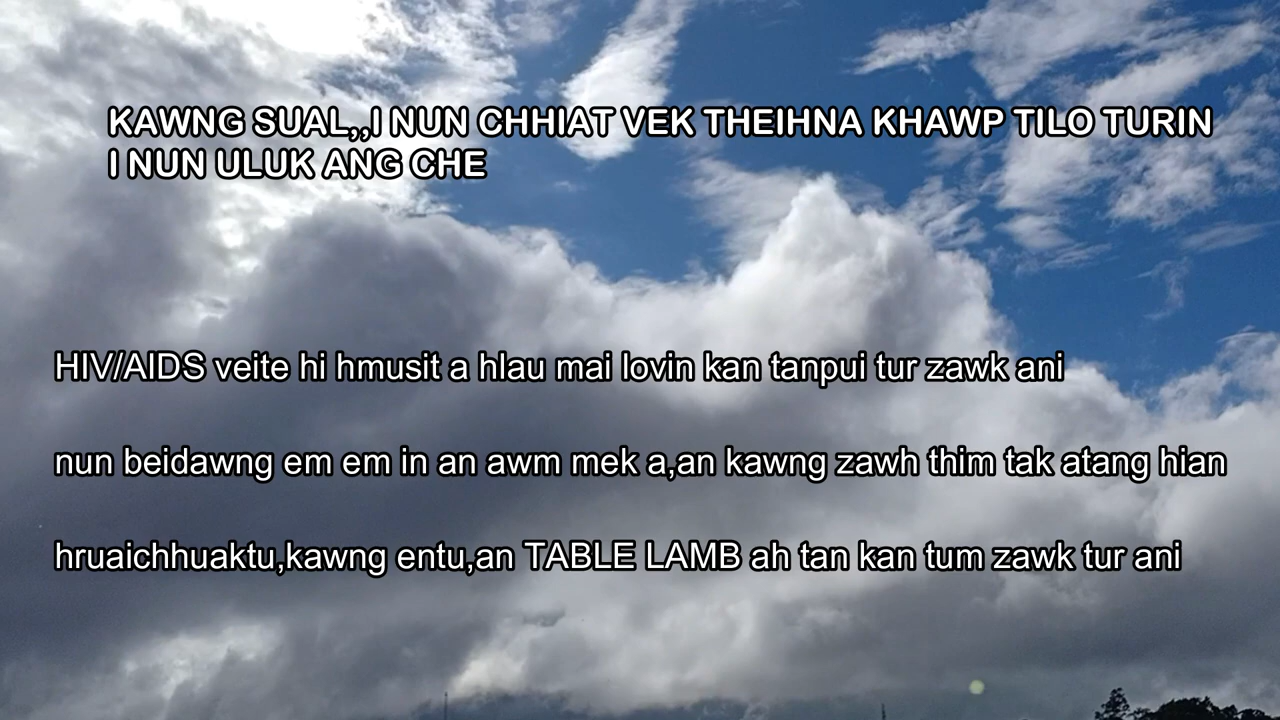 KAWNG SUAL,,I NUN CHHIAT VEK THEIHNA KHAWP TILO TURIN
I NUN ULUK ANG CHE
HIV/AIDS veite hi hmusit a hlau mai lovin kan tanpui tur zawk ani
nun beidawng em em in an awm mek a,an kawng zawh thim tak atang hian
hruaichhuaktu,kawng entu,an TABLE LAMB ah tan kan tum zawk tur ani